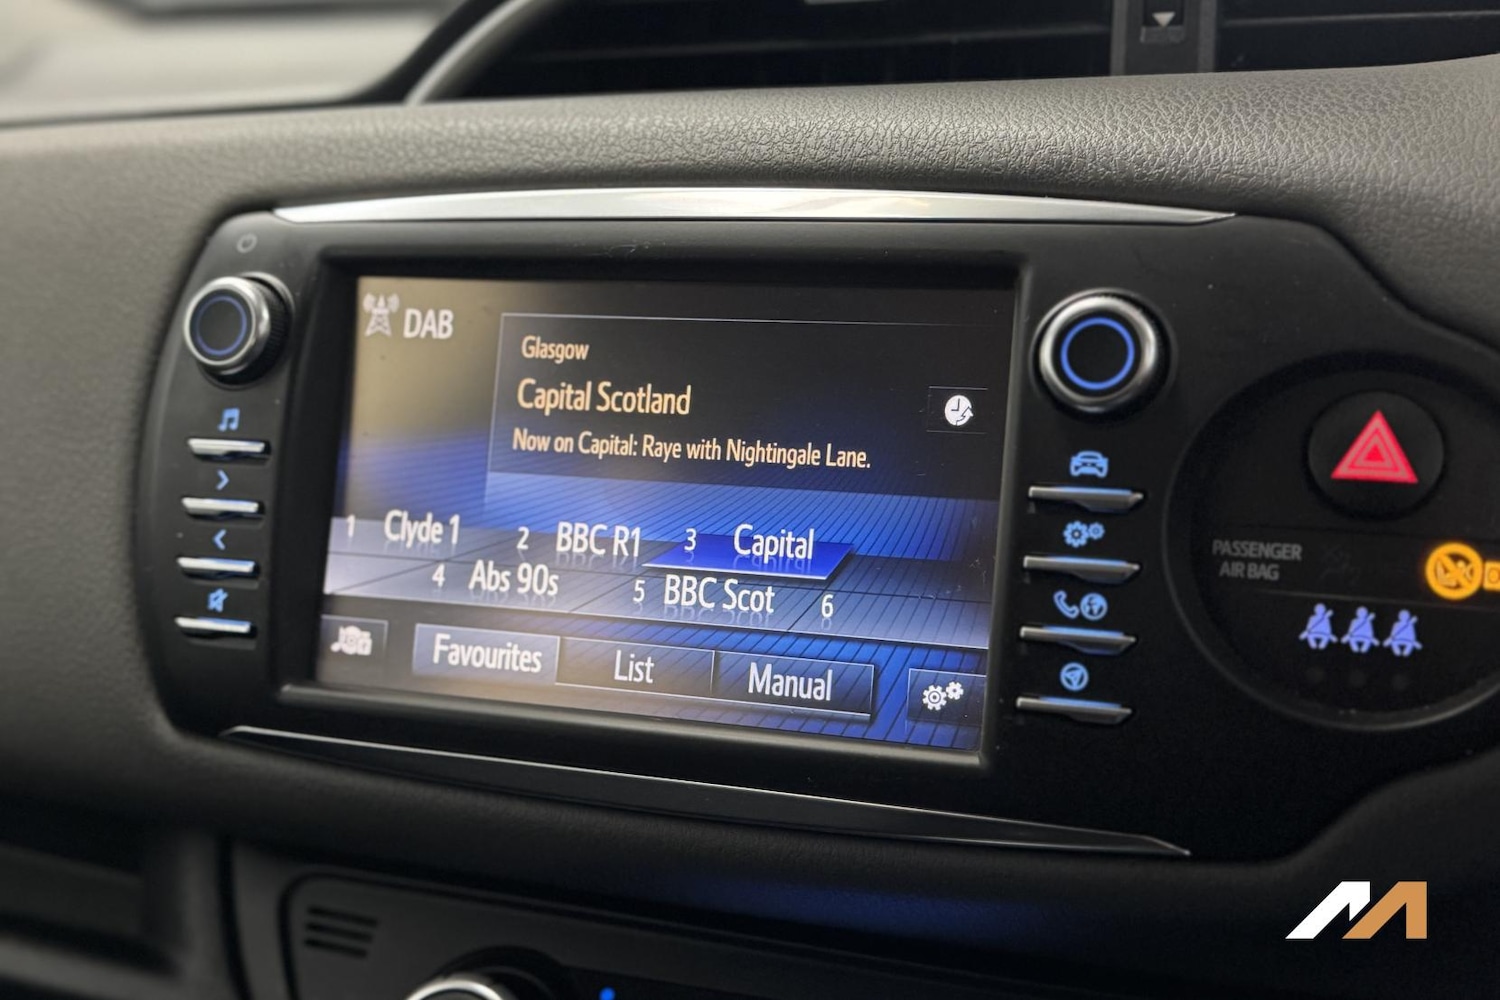 DAB
Glasgow
Capital Scotland
Now on Capital: Raye with Nightingale Lane.
1 Clyde 1 2 BBC R1 3 Capital
4 Abs 90s 5 BBC Scot 6
Favourites List Manual
PASSENGER
AIR BAG